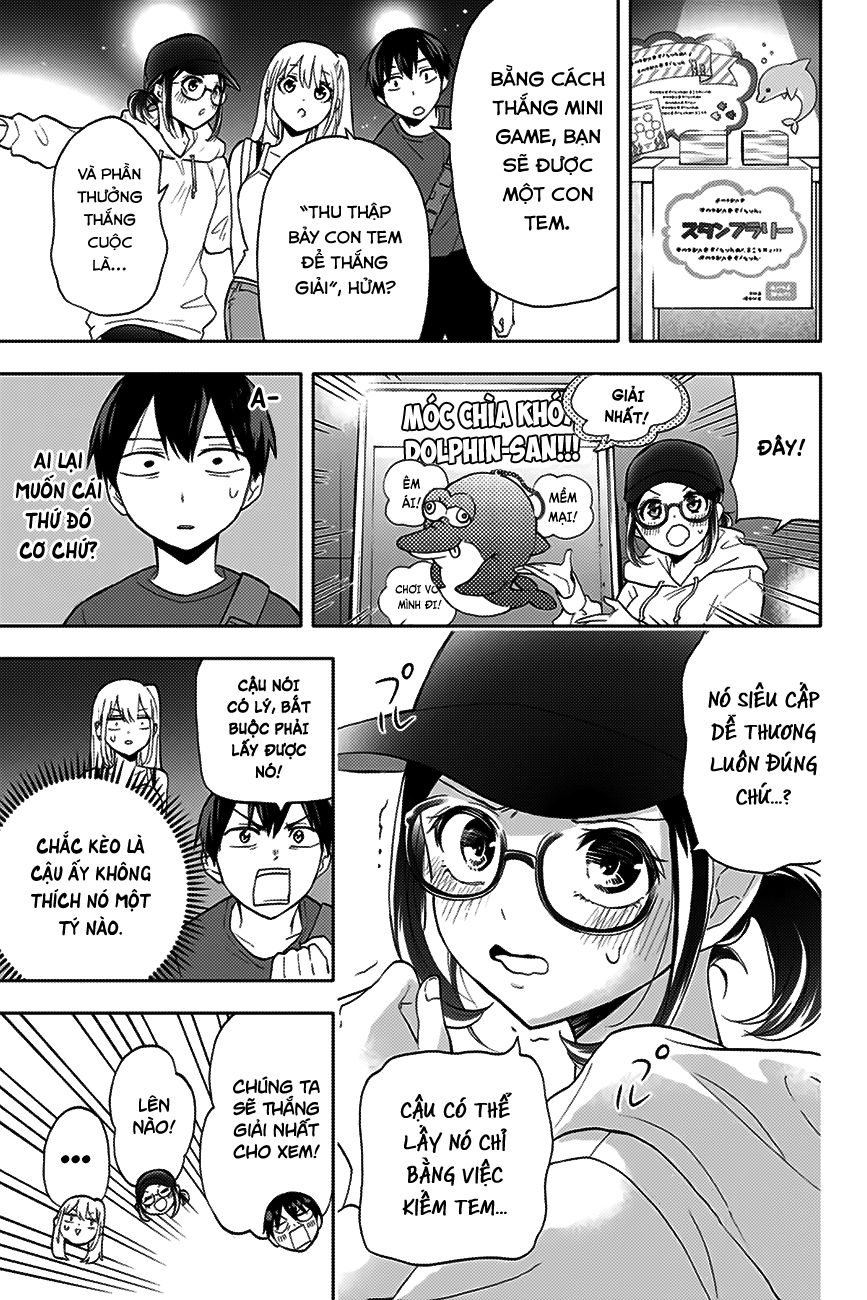 スタンプラリー
BẰNG CÁCH
THẮNG MINI
GAME, BẠN
SẼ ĐƯỢC
MỘT CON
TEM.
“THU THẬP
BẢY CON TEM
ĐỂ THẮNG
GIẢI”, HỬM?
VÀ PHẦN
THƯỞNG
THẮNG
CUỘC
LÀ...
ĐÂY!
GIẢI
NHẤT!
MÓC CHÌA KHÓA
DOLPHIN-SAN!!!
MỀM
MẠI!
ÊM
ÁI!
CHƠI VỚI
MÌNH ĐI!
A-
AI LẠI
MUỐN CÁI
THỨ ĐÓ
CƠ CHỨ?
NÓ SIÊU CẤP
DỄ THƯƠNG
LUÔN ĐÚNG
CHỨ...?
CẬU CÓ THỂ
LẤY NÓ CHỈ
BẰNG VIỆC
KIẾM TEM...
CẬU NÓI
CÓ LÝ, BẮT
BUỘC PHẢI
LẤY ĐƯỢC
NÓ!
CHẮC KÈO LÀ
CẬU ẤY KHÔNG
THÍCH NÓ MỘT
TÝ NÀO.
CHÚNG TA
SẼ THẮNG
GIẢI NHẤT
CHO XEM!
LÊN
NÀO!
...